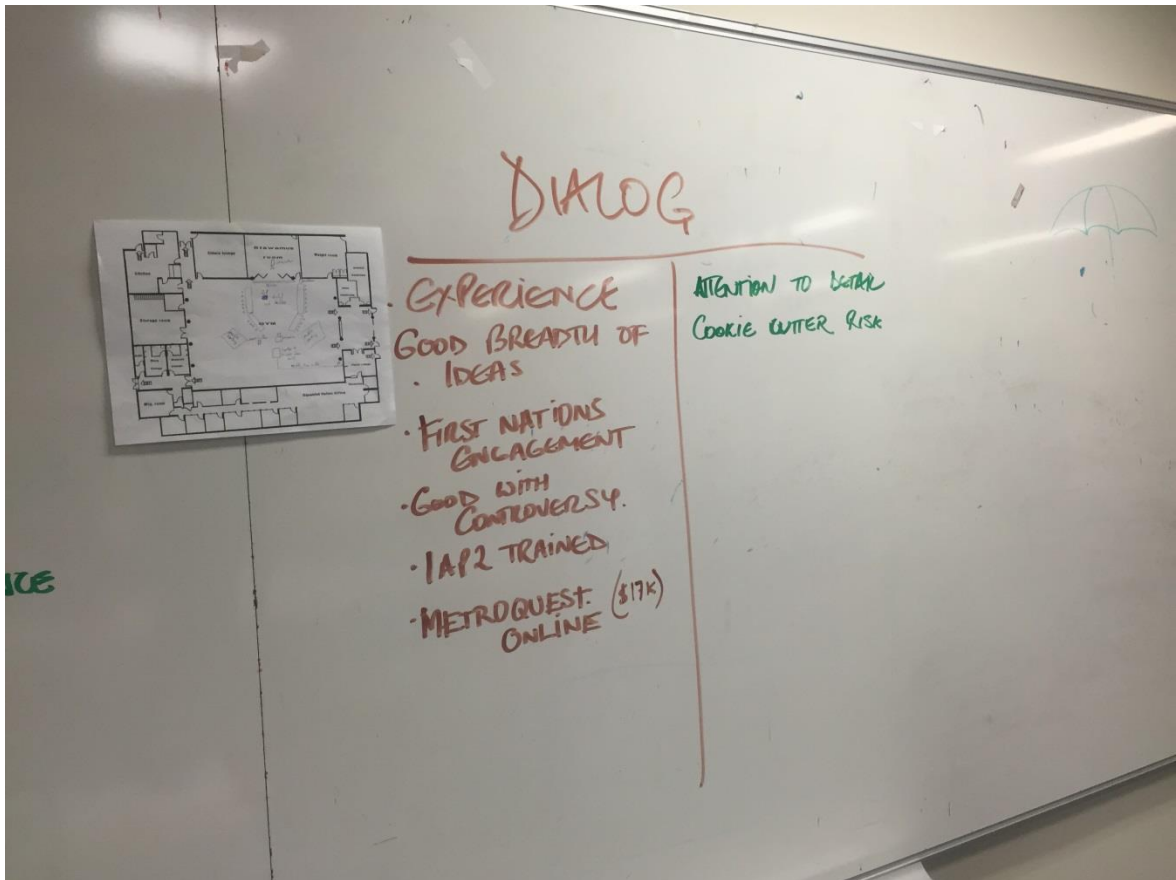 DIALOG
· EXPERIENCE
GOOD BREADTH OF
· IDEAS
· FIRST NATIONS
ENGAGEMENT
· GOOD WITH
CONTROVERSY.
· IAP2 TRAINED
· METROQUEST. ($17K)
ONLINE
ATTENTION TO DETAIL
COOKIE CUTTER RISK